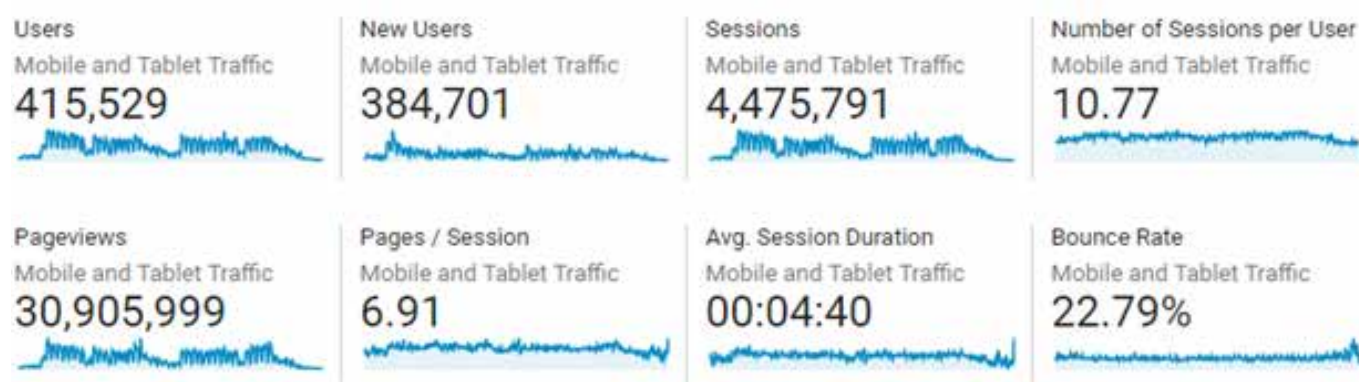 Users
Mobile and Tablet Traffic
415,529
New Users
Mobile and Tablet Traffic
384,701
Sessions
Mobile and Tablet Traffic
4,475,791
Number of Sessions per User
Mobile and Tablet Traffic
10.77
Pageviews
Mobile and Tablet Traffic
30,905,999
Pages / Session
Mobile and Tablet Traffic
6.91
Avg. Session Duration
Mobile and Tablet Traffic
00:04:40
Bounce Rate
Mobile and Tablet Traffic
22.79%